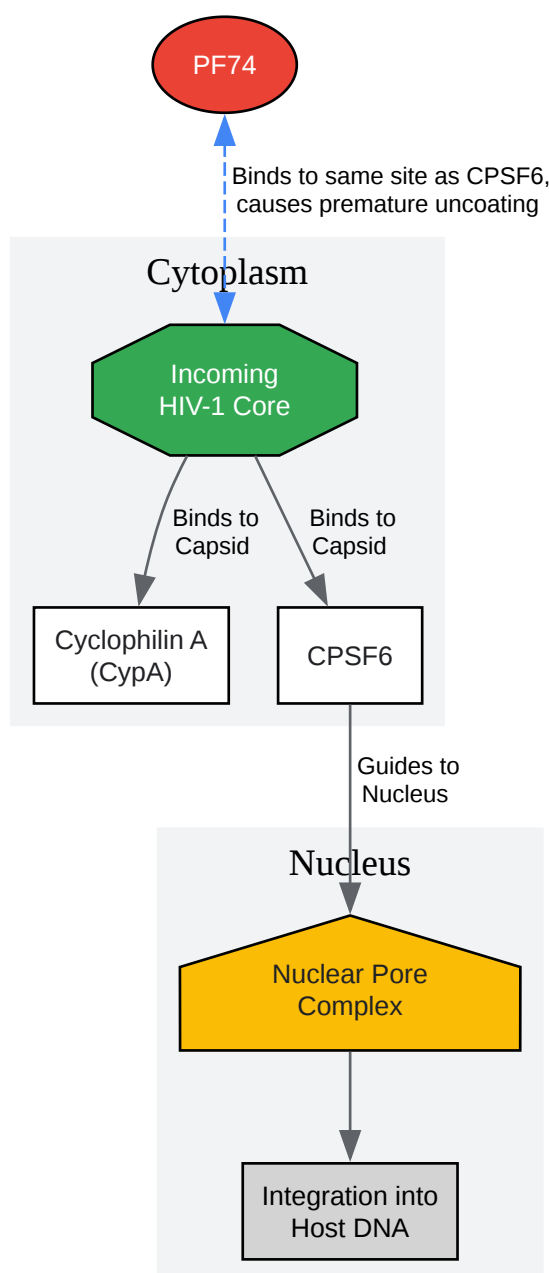 PF74
Binds to same site as CPSF6,
causes premature uncoating
Cytoplasm
Incoming
HIV-1 Core
Binds to
Capsid
Binds to
Capsid
Cyclophilin A
(CypA)
CPSF6
Guides to
Nucleus
Nucleus
Nuclear Pore
Complex
Integration into
Host DNA